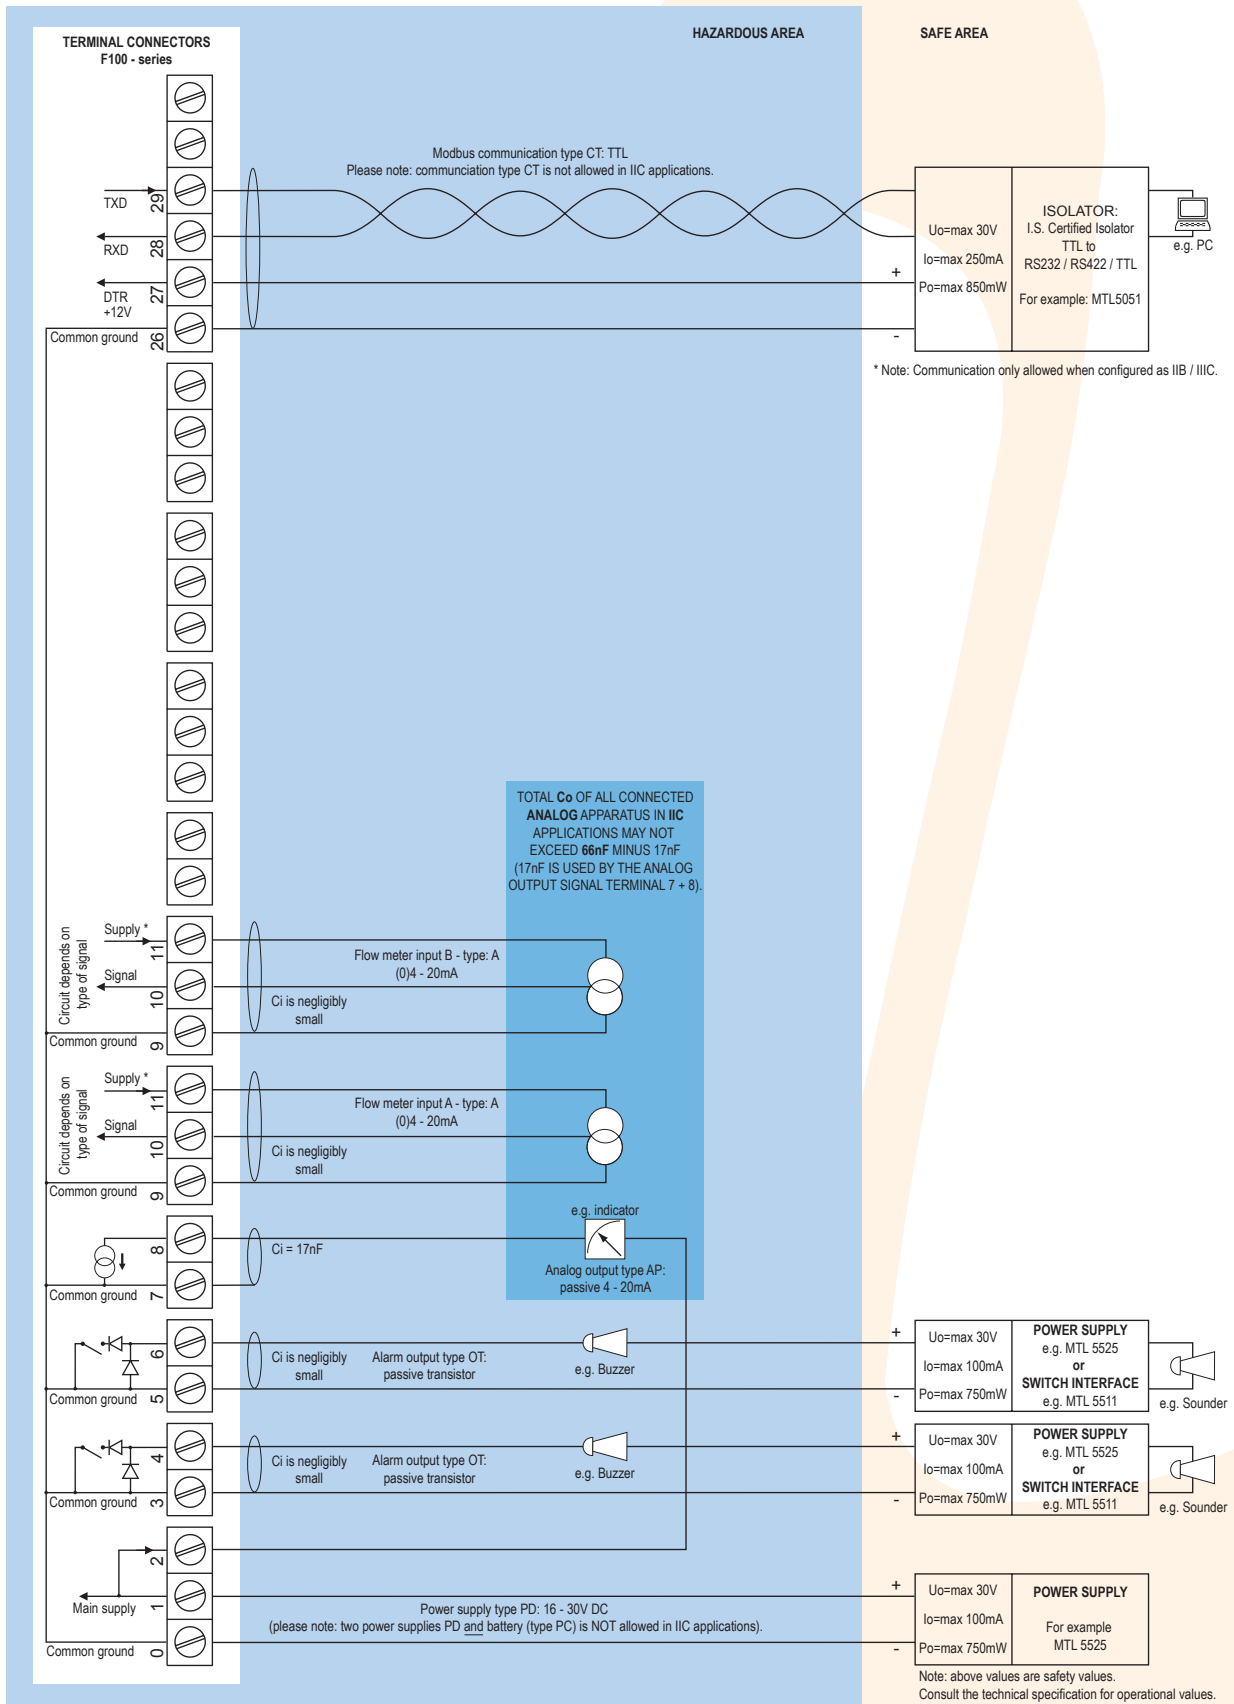 HAZARDOUS AREA
SAFE AREA
TERMINAL CONNECTORS
F100 - series
Modbus communication type CT: TTL
Please note: communciation type CT is not allowed in IIC applications.
TXD
29
RXD
28
DTR
+12V
27
Common ground
26
+
-
Uo=max 30V
Io=max 250mA
Po=max 850mW
ISOLATOR:
I.S. Certified Isolator
TTL to
RS232 / RS422 / TTL
For example: MTL5051
e.g. PC
* Note: Communication only allowed when configured as IIB / IIIC.
TOTAL Co OF ALL CONNECTED
ANALOG APPARATUS IN IIC
APPLICATIONS MAY NOT
EXCEED 66nF MINUS 17nF
(17nF IS USED BY THE ANALOG
OUTPUT SIGNAL TERMINAL 7 + 8).
Circuit depends on
type of signal
Supply *
11
Signal
10
Common ground
9
Flow meter input B - type: A
(0)4 - 20mA
Ci is negligibly
small
Circuit depends on
type of signal
Supply *
11
Signal
10
Common ground
9
Flow meter input A - type: A
(0)4 - 20mA
Ci is negligibly
small
8
Common ground
7
Ci = 17nF
e.g. indicator
Analog output type AP:
passive 4 - 20mA
6
Common ground
5
Ci is negligibly
small
Alarm output type OT:
passive transistor
e.g. Buzzer
+
-
Uo=max 30V
Io=max 100mA
Po=max 750mW
POWER SUPPLY
e.g. MTL 5525
or
SWITCH INTERFACE
e.g. MTL 5511
e.g. Sounder
4
Common ground
3
Ci is negligibly
small
Alarm output type OT:
passive transistor
e.g. Buzzer
+
-
Uo=max 30V
Io=max 100mA
Po=max 750mW
POWER SUPPLY
e.g. MTL 5525
or
SWITCH INTERFACE
e.g. MTL 5511
e.g. Sounder
2
Main supply
1
Common ground
0
Power supply type PD: 16 - 30V DC
(please note: two power supplies PD and battery (type PC) is NOT allowed in IIC applications).
+
-
Uo=max 30V
Io=max 100mA
Po=max 750mW
POWER SUPPLY
For example
MTL 5525
Note: above values are safety values.
Consult the technical specification for operational values.